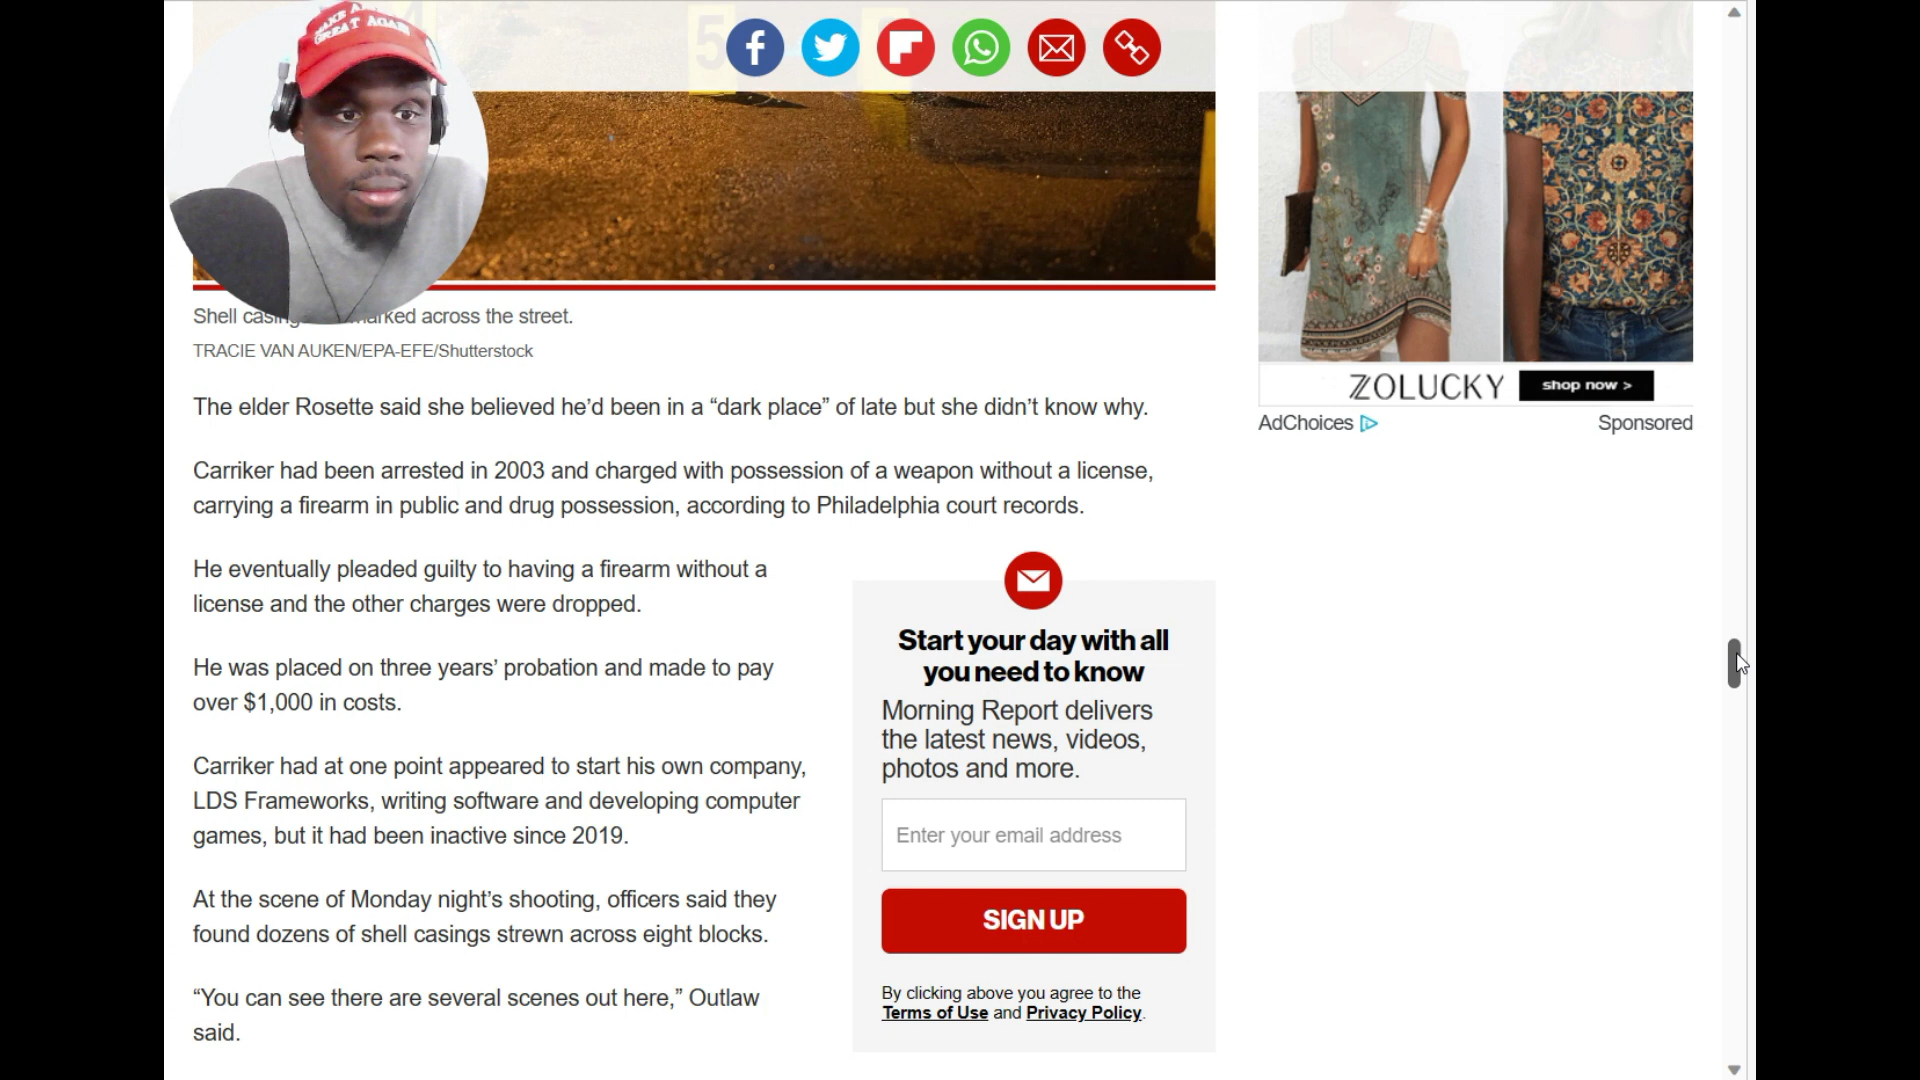 MAKE A
GREAT AGAIN
5
Shell casing arked across the street.
TRACIE VAN AUKEN/EPA-EFE/Shutterstock
The elder Rosette said she believed he’d been in a “dark place” of late but she didn’t know why.
Carriker had been arrested in 2003 and charged with possession of a weapon without a license,
carrying a firearm in public and drug possession, according to Philadelphia court records.
He eventually pleaded guilty to having a firearm without a
license and the other charges were dropped.
He was placed on three years’ probation and made to pay
over $1,000 in costs.
Carriker had at one point appeared to start his own company,
LDS Frameworks, writing software and developing computer
games, but it had been inactive since 2019.
At the scene of Monday night’s shooting, officers said they
found dozens of shell casings strewn across eight blocks.
“You can see there are several scenes out here,” Outlaw
said.
Start your day with all
you need to know
Morning Report delivers
the latest news, videos,
photos and more.
Enter your email address
SIGN UP
By clicking above you agree to the
Terms of Use and Privacy Policy.
ZOLUCKY shop now >
AdChoices Sponsored